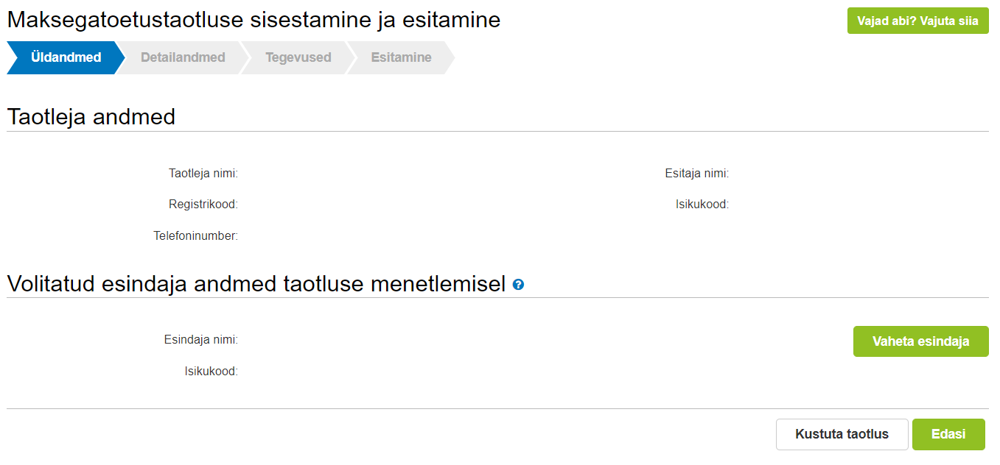 Maksegatoetustaotluse sisestamine ja esitamine
Vajad abi? Vajuta siia
Üldandmed
Detailandmed
Tegevused
Esitamine
Taotleja andmed
Taotleja nimi:
Esitaja nimi:
Registrikood:
Isikukood:
Telefoninumber:
Volitatud esindaja andmed taotluse menetlemisel ?
Esindaja nimi:
Vaheta esindaja
Isikukood:
Kustuta taotlus
Edasi